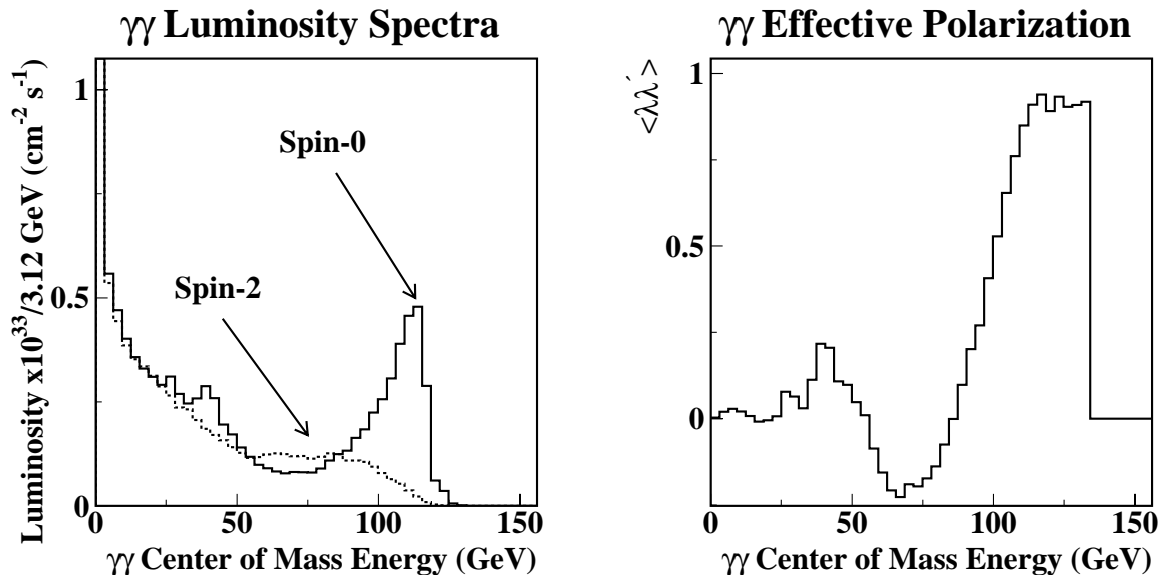 γγ Luminosity Spectra
Luminosity x10³³/3.12 GeV (cm⁻² s⁻¹)
1
0.5
0
Spin-0
Spin-2
0 50 100 150
γγ Center of Mass Energy (GeV)
γγ Effective Polarization
<λλ′>
1
0.5
0
0 50 100 150
γγ Center of Mass Energy (GeV)